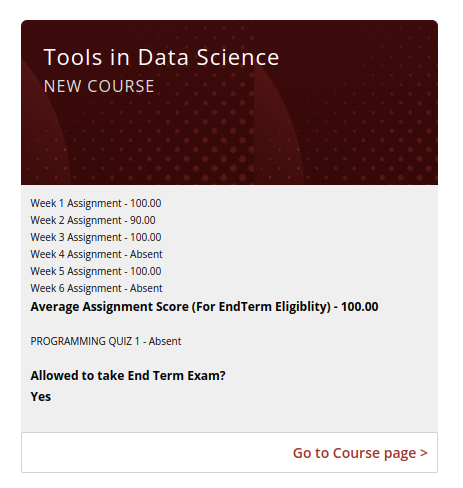 Tools in Data Science
NEW COURSE
Week 1 Assignment - 100.00
Week 2 Assignment - 90.00
Week 3 Assignment - 100.00
Week 4 Assignment - Absent
Week 5 Assignment - 100.00
Week 6 Assignment - Absent
Average Assignment Score (For EndTerm Eligiblity) - 100.00
PROGRAMMING QUIZ 1 - Absent
Allowed to take End Term Exam?
Yes
Go to Course page >